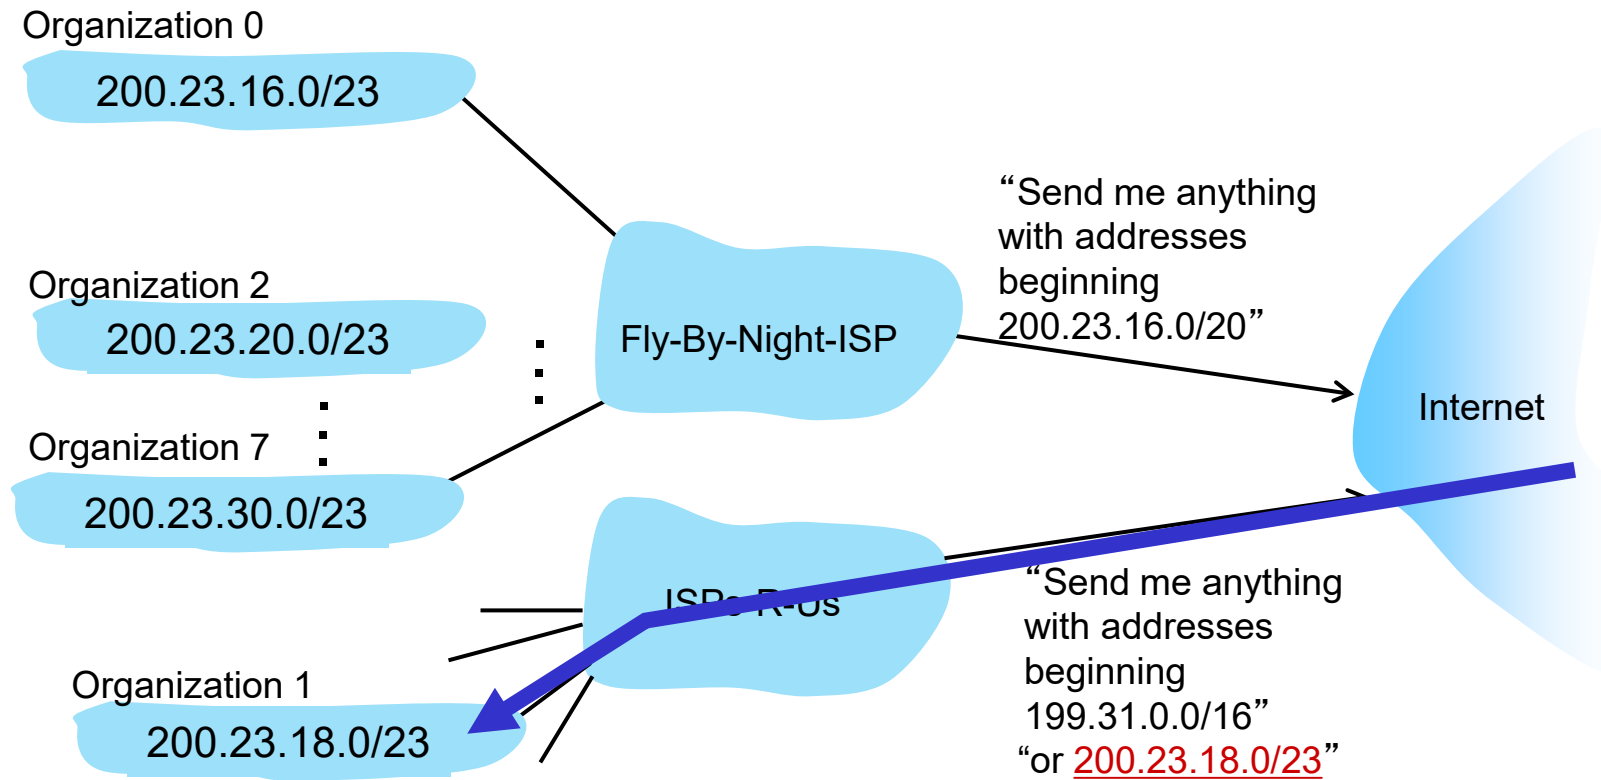 Organization 0
200.23.16.0/23
Organization 2
200.23.20.0/23
Organization 7
200.23.30.0/23
Fly-By-Night-ISP
“Send me anything
with addresses
beginning
200.23.16.0/20”
Internet
ISPs-R-Us
Organization 1
200.23.18.0/23
“Send me anything
with addresses
beginning
199.31.0.0/16”
“or 200.23.18.0/23”